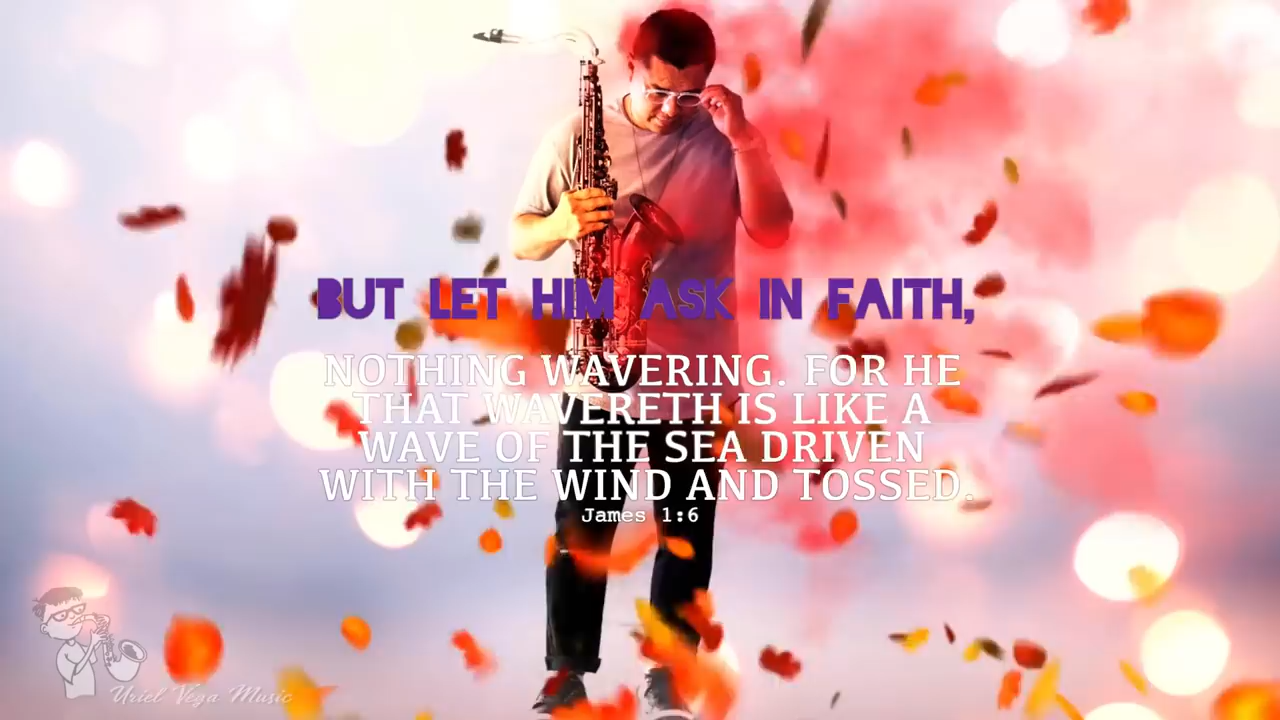 BUT LET HIM ASK IN FAITH,
NOTHING WAVERING. FOR HE
THAT WAVERETH IS LIKE A
WAVE OF THE SEA DRIVEN
WITH THE WIND AND TOSSED.
James 1:6
Uriel Vega Music